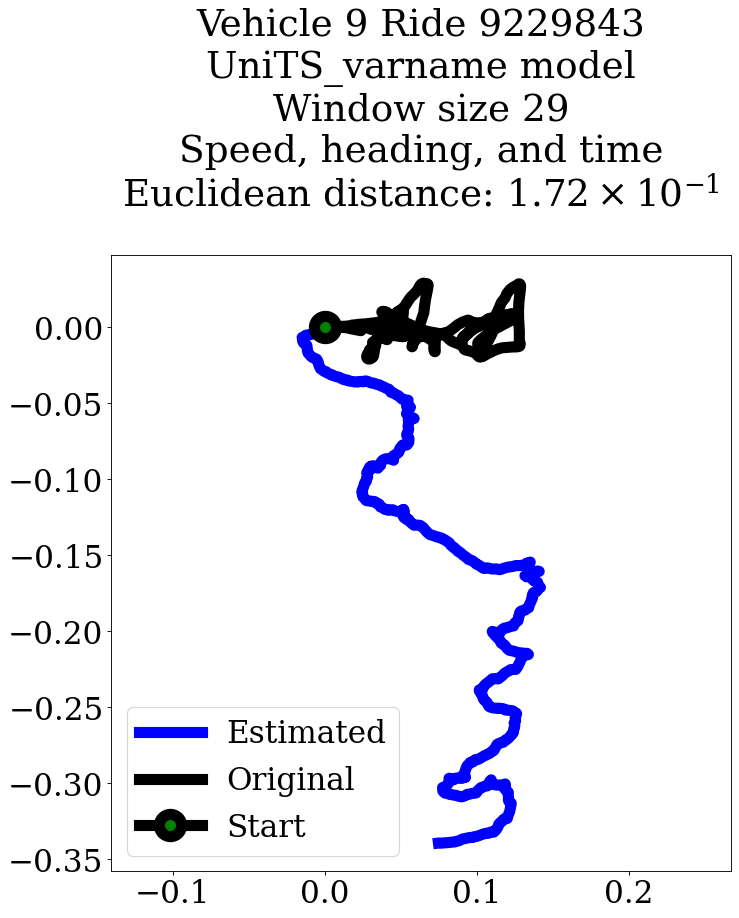 Vehicle 9 Ride 9229843
UniTS_varname model
Window size 29
Speed, heading, and time
Euclidean distance: 1.72 × 10⁻¹
0.00
−0.05
−0.10
−0.15
−0.20
−0.25
−0.30
−0.35
Estimated
Original
Start
−0.1 0.0 0.1 0.2